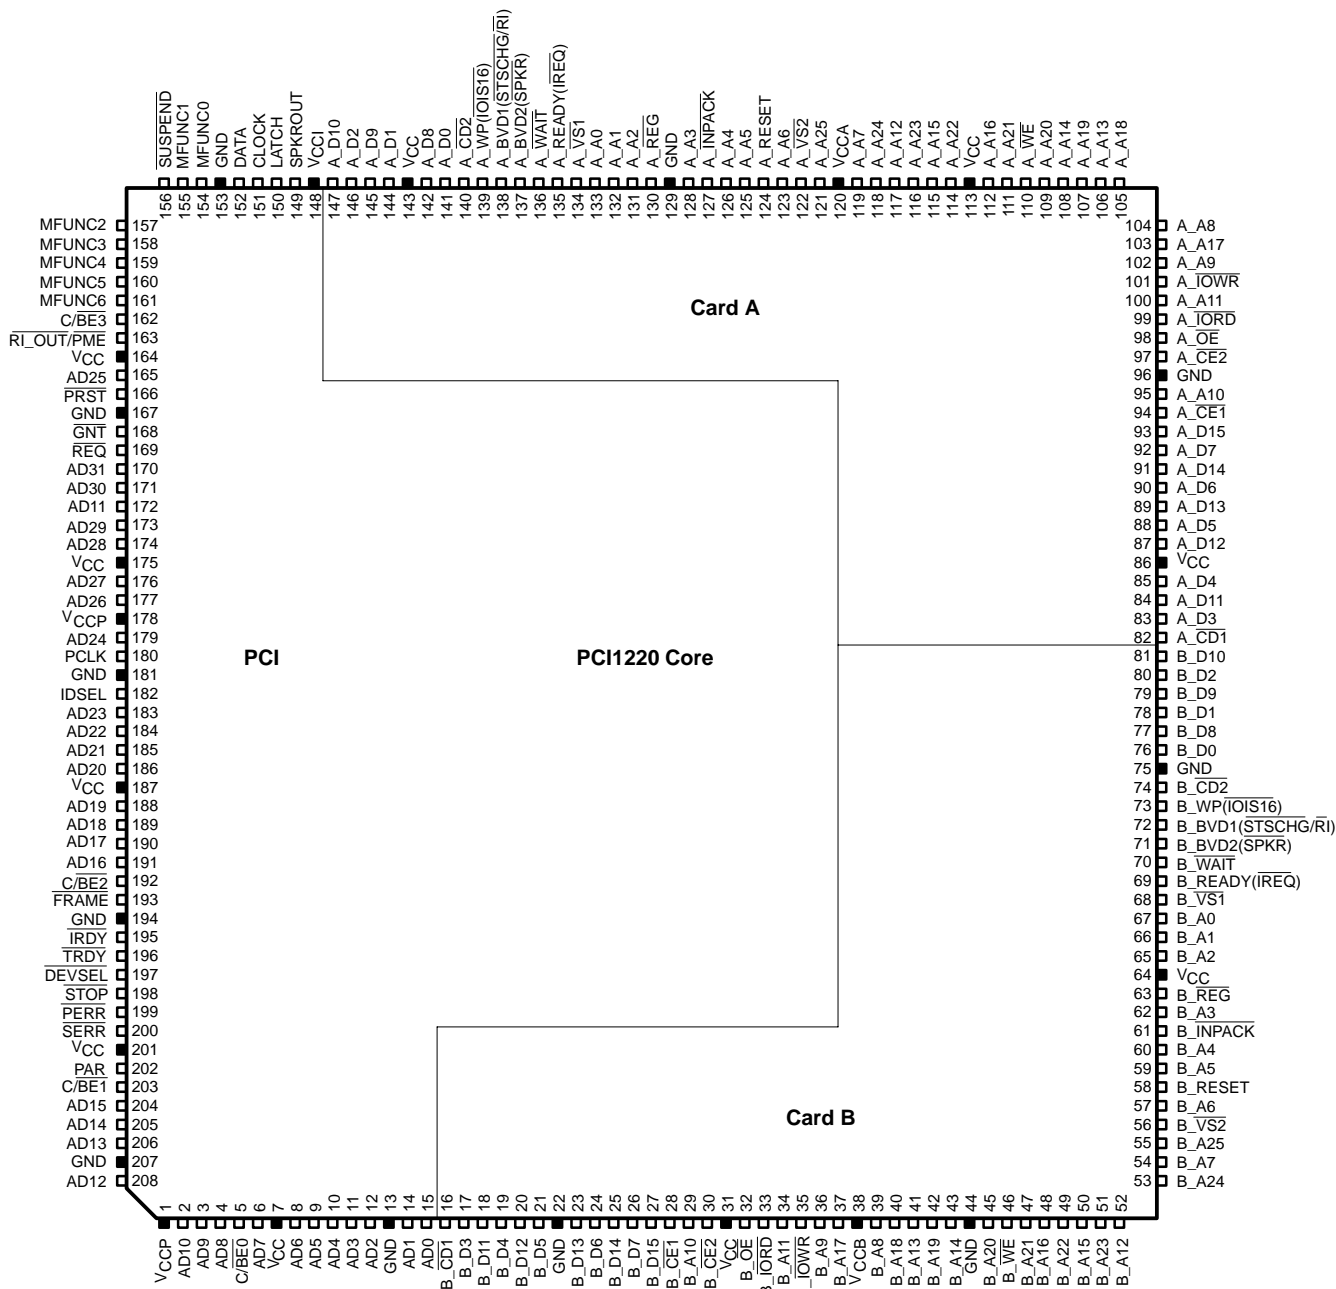 SUSPEND
MFUNC1
MFUNC0
GND
DATA
CLOCK
LATCH
SPKROUT
VCCI
A_D10
A_D2
A_D9
A_D1
VCC
A_D8
A_D0
A_CD2
A_WP(IOIS16)
A_BVD1(STSCHG/RI)
A_BVD2(SPKR)
A_WAIT
A_READY(IREQ)
A_VS1
A_A0
A_A1
A_A2
A_REG
GND
A_A3
A_INPACK
A_A4
A_A5
A_RESET
A_A6
A_VS2
A_A25
VCCA
A_A7
A_A24
A_A12
A_A23
A_A15
A_A22
VCC
A_A16
A_A21
A_WE
A_A20
A_A14
A_A19
A_A13
A_A18
156 155 154 153 152 151 150 149 148 147 146 145 144 143 142 141 140 139 138 137 136 135 134 133 132 131 130 129 128 127 126 125 124 123 122 121 120 119 118 117 116 115 114 113 112 111 110 109 108 107 106 105
MFUNC2 157
MFUNC3 158
MFUNC4 159
MFUNC5 160
MFUNC6 161
C/BE3 162
RI_OUT/PME 163
VCC 164
AD25 165
PRST 166
GND 167
GNT 168
REQ 169
AD31 170
AD30 171
AD11 172
AD29 173
AD28 174
VCC 175
AD27 176
AD26 177
VCCP 178
AD24 179
PCLK 180
GND 181
IDSEL 182
AD23 183
AD22 184
AD21 185
AD20 186
VCC 187
AD19 188
AD18 189
AD17 190
AD16 191
C/BE2 192
FRAME 193
GND 194
IRDY 195
TRDY 196
DEVSEL 197
STOP 198
PERR 199
SERR 200
VCC 201
PAR 202
C/BE1 203
AD15 204
AD14 205
AD13 206
GND 207
AD12 208
Card A
PCI
PCI1220 Core
Card B
104 A_A8
103 A_A17
102 A_A9
101 A_IOWR
100 A_A11
99 A_IORD
98 A_OE
97 A_CE2
96 GND
95 A_A10
94 A_CE1
93 A_D15
92 A_D7
91 A_D14
90 A_D6
89 A_D13
88 A_D5
87 A_D12
86 VCC
85 A_D4
84 A_D11
83 A_D3
82 A_CD1
81 B_D10
80 B_D2
79 B_D9
78 B_D1
77 B_D8
76 B_D0
75 GND
74 B_CD2
73 B_WP(IOIS16)
72 B_BVD1(STSCHG/RI)
71 B_BVD2(SPKR)
70 B_WAIT
69 B_READY(IREQ)
68 B_VS1
67 B_A0
66 B_A1
65 B_A2
64 VCC
63 B_REG
62 B_A3
61 B_INPACK
60 B_A4
59 B_A5
58 B_RESET
57 B_A6
56 B_VS2
55 B_A25
54 B_A7
53 B_A24
1 2 3 4 5 6 7 8 9 10 11 12 13 14 15 16 17 18 19 20 21 22 23 24 25 26 27 28 29 30 31 32 33 34 35 36 37 38 39 40 41 42 43 44 45 46 47 48 49 50 51 52
VCCP
AD10
AD9
AD8
C/BE0
AD7
VCC
AD6
AD5
AD4
AD3
AD2
GND
AD1
AD0
B_CD1
B_D3
B_D11
B_D4
B_D12
B_D5
GND
B_D13
B_D6
B_D14
B_D7
B_D15
B_CE1
B_A10
B_CE2
VCC
B_OE
B_IORD
B_A11
_IOWR
B_A9
B_A17
VCCB
B_A8
B_A18
B_A13
B_A19
B_A14
GND
B_A20
B_WE
B_A21
B_A16
B_A22
B_A15
B_A23
B_A12